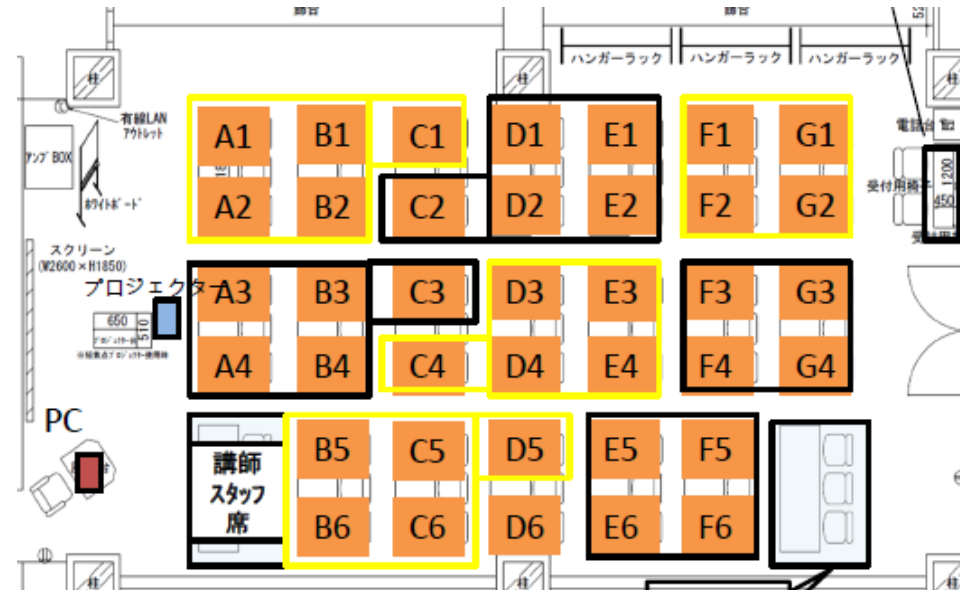 飾台
飾台
ハンガーラック
ハンガーラック
ハンガーラック
柱
柱
柱
有線LAN
アウトレット
アンプBOX
ホワイトボード
A1 B1 C1 D1 E1 F1 G1
A2 B2 C2 D2 E2 F2 G2
電話台
受付用椅子
1200
450
スクリーン
(W2600×H1850)
プロジェクター
650
510
A3 B3 C3 D3 E3 F3 G3
A4 B4 C4 D4 E4 F4 G4
PC
講師
スタッフ
席
B5 C5 D5 E5 F5
B6 C6 D6 E6 F6
柱
柱
柱